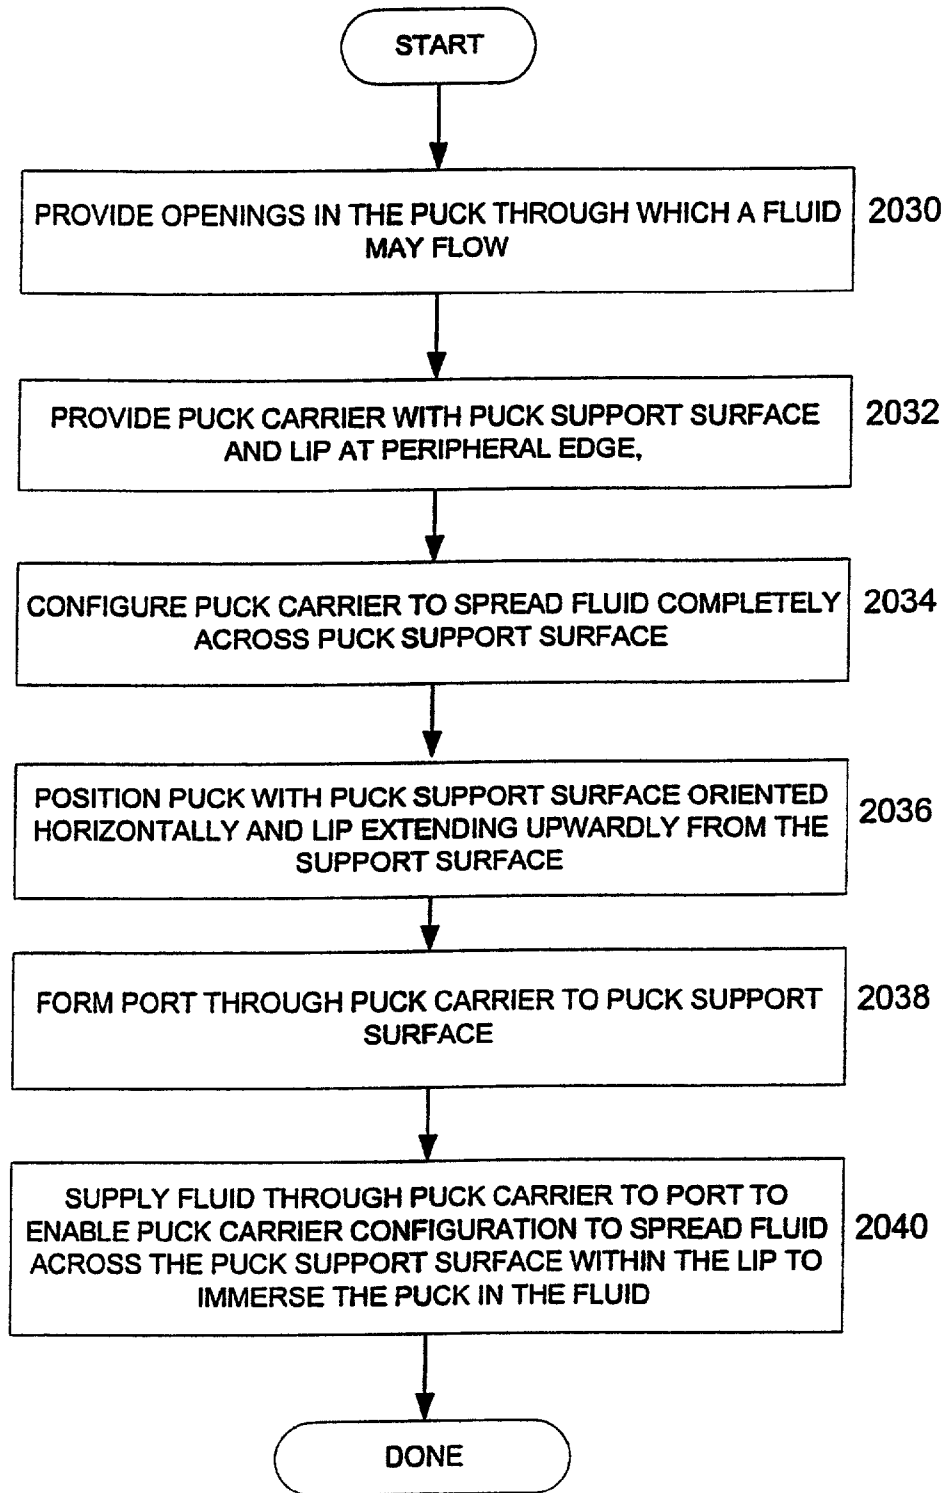 START
PROVIDE OPENINGS IN THE PUCK THROUGH WHICH A FLUID
MAY FLOW
2030
PROVIDE PUCK CARRIER WITH PUCK SUPPORT SURFACE
AND LIP AT PERIPHERAL EDGE,
2032
CONFIGURE PUCK CARRIER TO SPREAD FLUID COMPLETELY
ACROSS PUCK SUPPORT SURFACE
2034
POSITION PUCK WITH PUCK SUPPORT SURFACE ORIENTED
HORIZONTALLY AND LIP EXTENDING UPWARDLY FROM THE
SUPPORT SURFACE
2036
FORM PORT THROUGH PUCK CARRIER TO PUCK SUPPORT
SURFACE
2038
SUPPLY FLUID THROUGH PUCK CARRIER TO PORT TO
ENABLE PUCK CARRIER CONFIGURATION TO SPREAD FLUID
ACROSS THE PUCK SUPPORT SURFACE WITHIN THE LIP TO
IMMERSE THE PUCK IN THE FLUID
2040
DONE